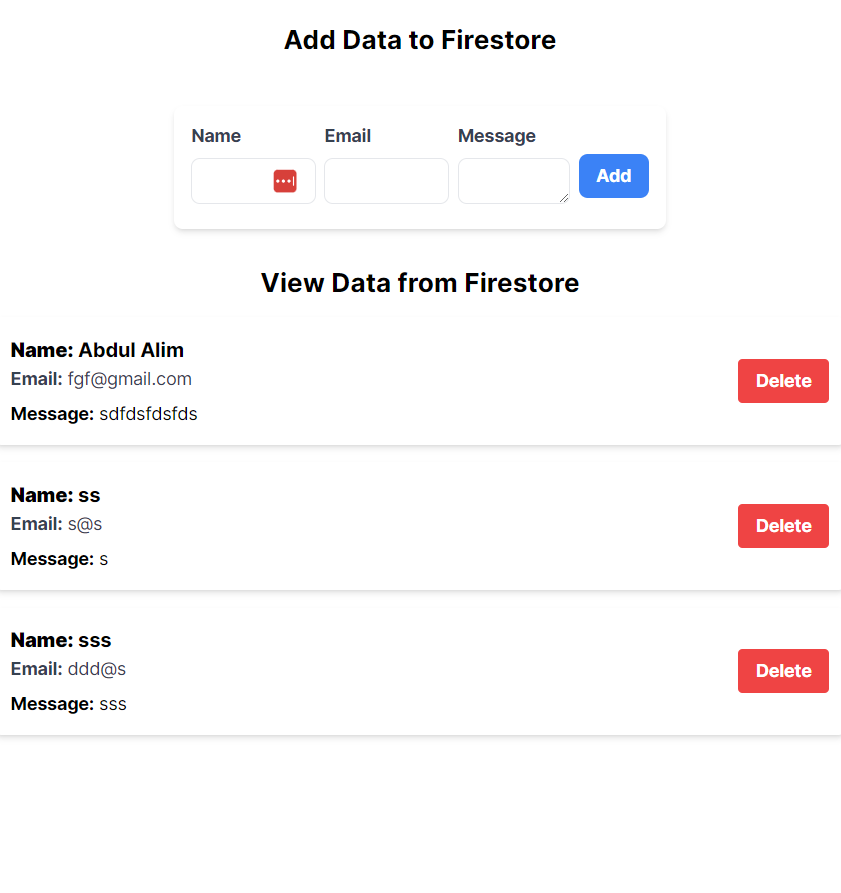 Add Data to Firestore
Name Email Message
Add
View Data from Firestore
Name: Abdul Alim
Email: fgf@gmail.com
Message: sdfdsfdsfds
Delete
Name: ss
Email: s@s
Message: s
Delete
Name: sss
Email: ddd@s
Message: sss
Delete